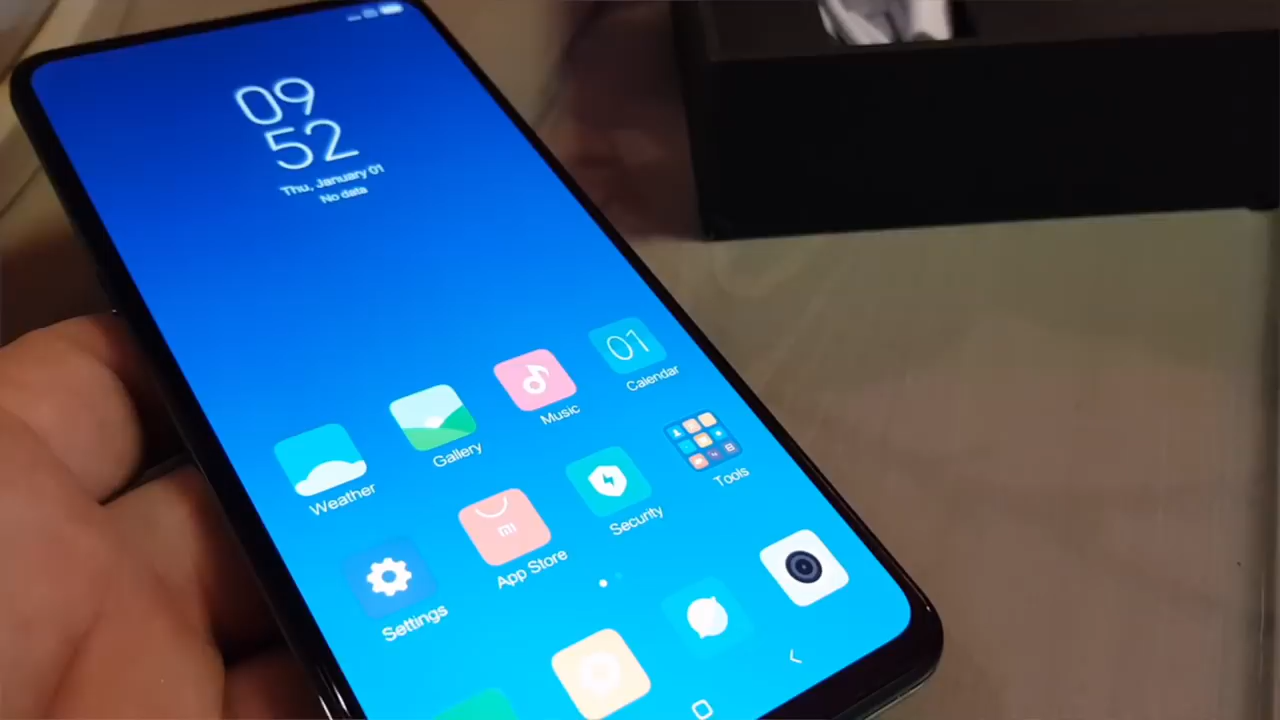 09
52
Thu, January 01
No data
01
Calendar
Music
Gallery
Weather
Tools
Security
mi
App Store
Settings